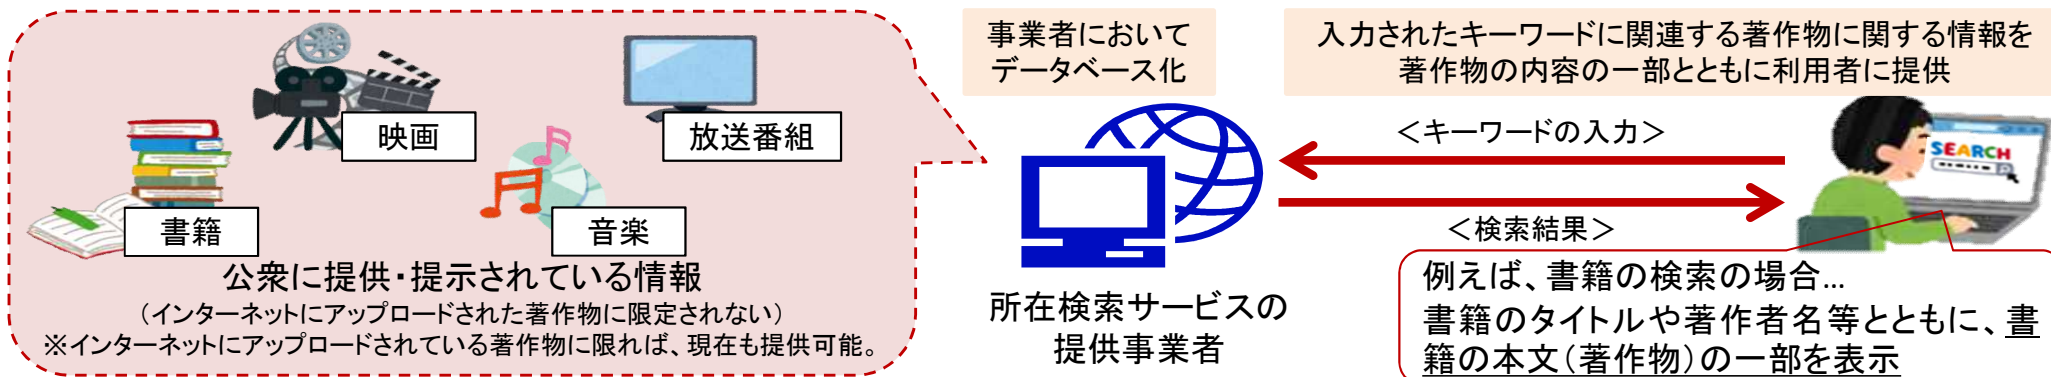 映画
放送番組
書籍
音楽
公衆に提供・提示されている情報
（インターネットにアップロードされた著作物に限定されない）
※インターネットにアップロードされている著作物に限れば、現在も提供可能。
事業者において
データベース化
所在検索サービスの
提供事業者
入力されたキーワードに関連する著作物に関する情報を
著作物の内容の一部とともに利用者に提供
＜キーワードの入力＞
SEARCH
＜検索結果＞
例えば、書籍の検索の場合…
書籍のタイトルや著作者名等とともに、書
籍の本文（著作物）の一部を表示